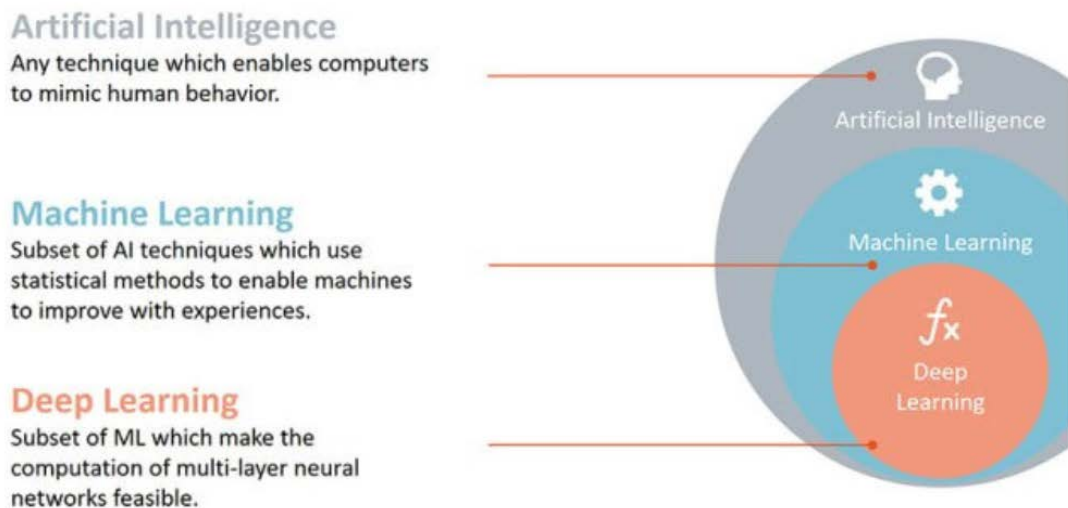 Artificial Intelligence
Any technique which enables computers
to mimic human behavior.
Machine Learning
Subset of AI techniques which use
statistical methods to enable machines
to improve with experiences.
Deep Learning
Subset of ML which make the
computation of multi-layer neural
networks feasible.
Artificial Intelligence
Machine Learning
fx
Deep
Learning